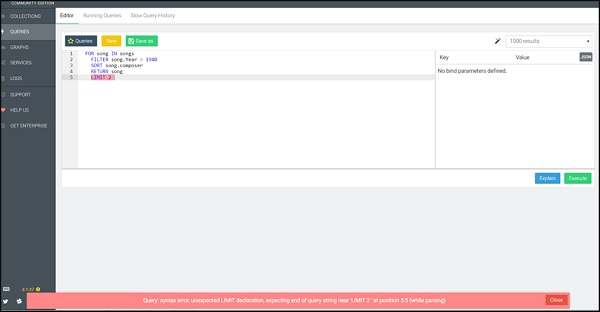 COMMUNITY EDITION
COLLECTIONS
QUERIES
GRAPHS
SERVICES
LOGS
SUPPORT
HELP US
GET ENTERPRISE
3.1.27
Editor Running Queries Slow Query History
Queries New Save as 1000 results
1 FOR song IN songs
2 FILTER song.Year > 1940
3 SORT song.composer
4 RETURN song
5 LIMIT 2
Key Value JSON
No bind parameters defined.
Explain Execute
Query: syntax error, unexpected LIMIT declaration, expecting end of query string near 'LIMIT 2 ' at position 5:5 (while parsing) Close